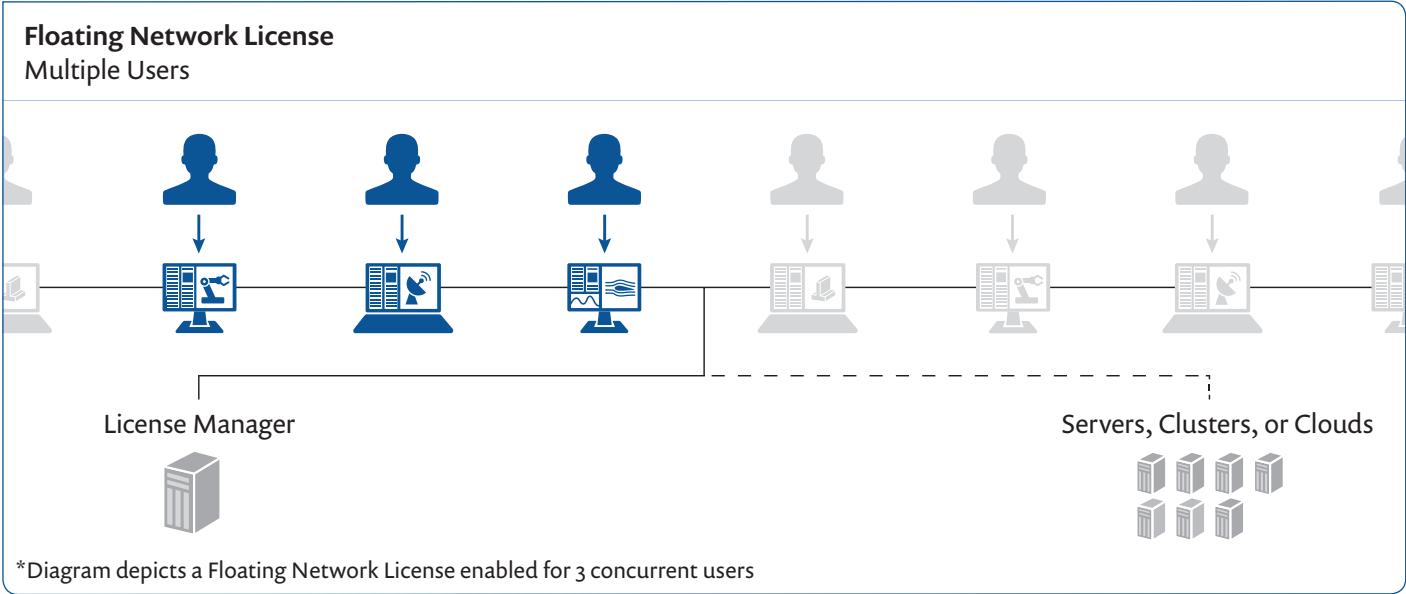 Floating Network License
Multiple Users
License Manager
Servers, Clusters, or Clouds
*Diagram depicts a Floating Network License enabled for 3 concurrent users